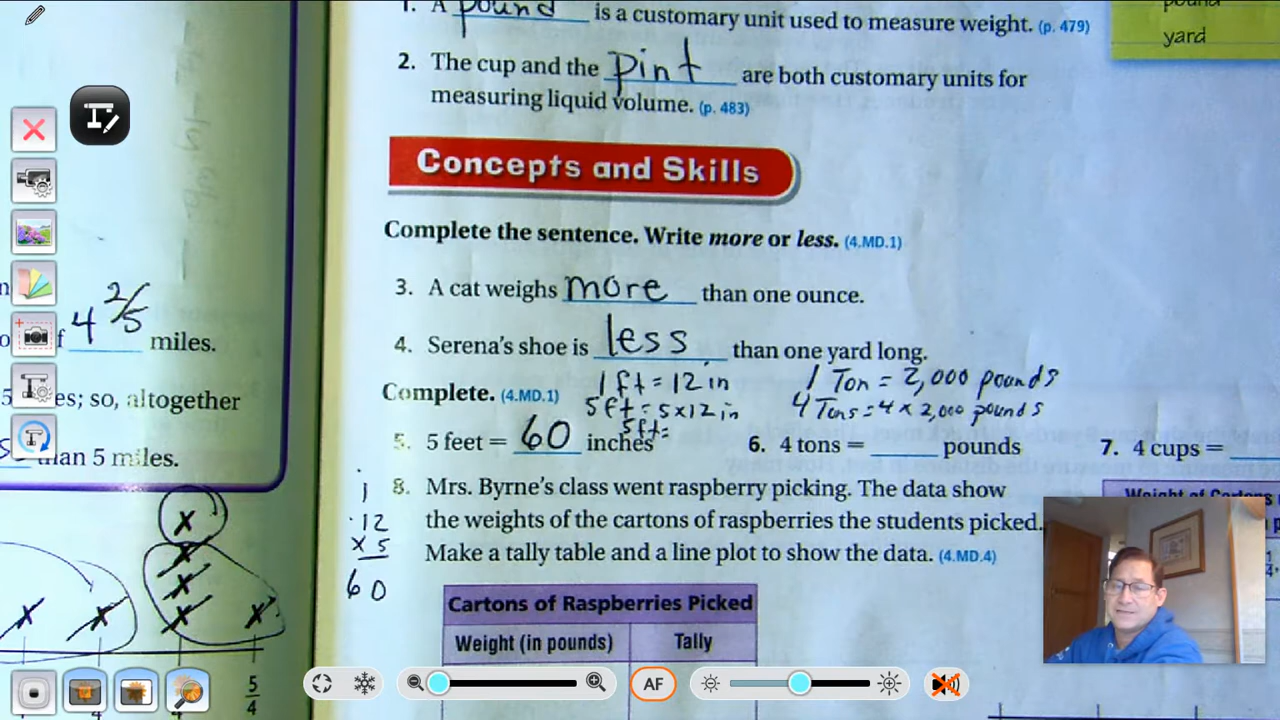 1. A pound is a customary unit used to measure weight. (p. 479)
pound
yard
2. The cup and the pint are both customary units for
measuring liquid volume. (p. 483)
Concepts and Skills
Complete the sentence. Write more or less. (4.MD.1)
3. A cat weighs more than one ounce.
4. Serena's shoe is less than one yard long.
1 ft = 12 in
1 Ton = 2,000 pounds
Complete. (4.MD.1)
5 ft = 5 x 12 in
4 Tons = 4 x 2,000 pounds
5 ft =
5. 5 feet = 60 inches
6. 4 tons = pounds
7. 4 cups =
8. Mrs. Byrne's class went raspberry picking. The data show
the weights of the cartons of raspberries the students picked.
Make a tally table and a line plot to show the data. (4.MD.4)
1
12
x 5
60
Cartons of Raspberries Picked
Weight (in pounds) Tally
f 4 2/5 miles.
es; so, altogether
than 5 miles.
x
x
x
x
x x x
5/4
AF